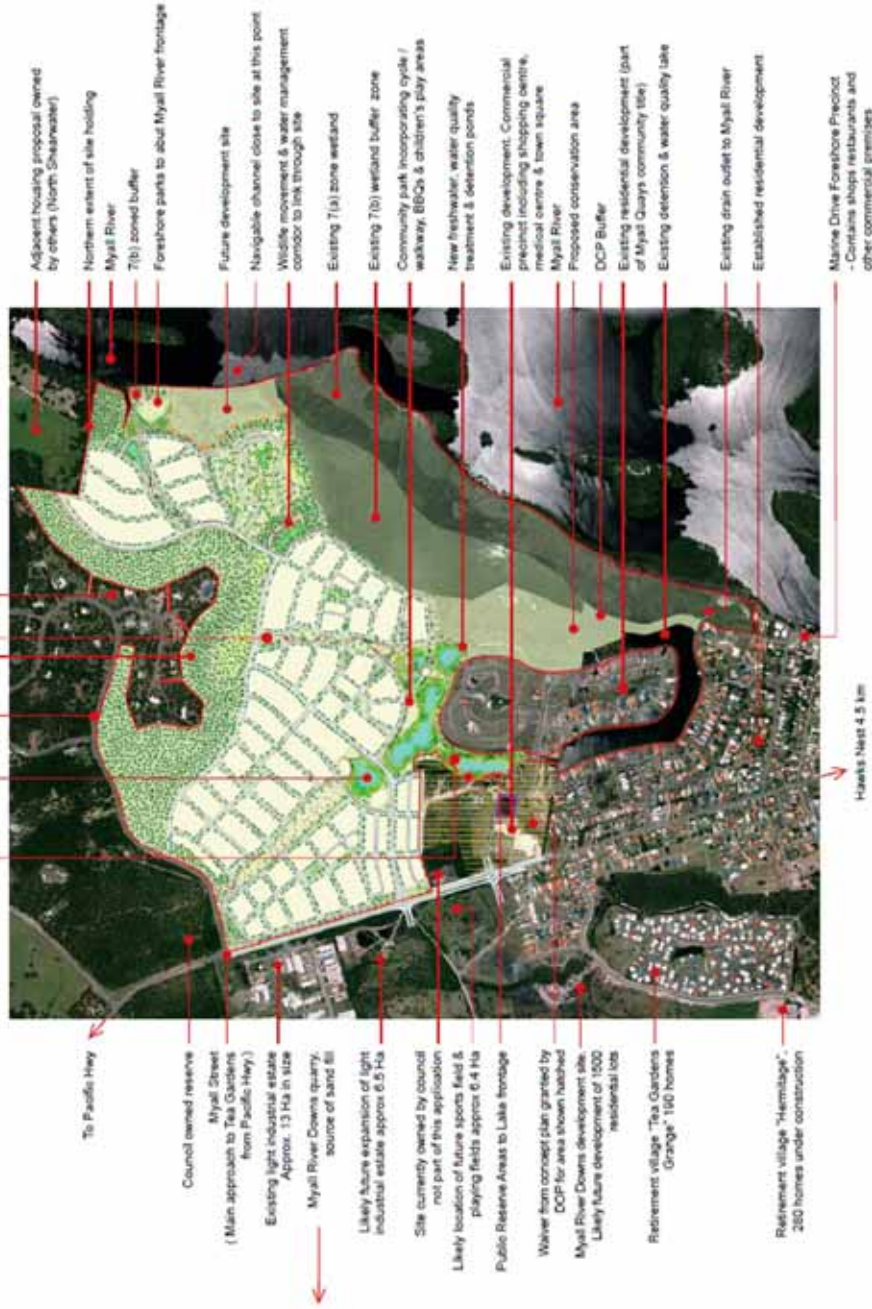 Adjacent housing proposal owned
by others (North Shearwater)
Northern extent of site holding
Myall River
7(b) zoned buffer
Foreshore parks to abut Myall River frontage
Future development site
Navigable channel close to site at this point
Wildlife movement & water management
corridor to link through site
Existing 7(a) zone wetland
Existing 7(b) wetland buffer zone
Community park incorporating cycle /
walkway, BBQs & children's play areas
New freshwater, water quality
treatment & detention ponds
Existing development. Commercial
precinct including shopping centre,
medical centre & town square
Myall River
Proposed conservation area
DCP Buffer
Existing residential development (part
of Myall Quays community title)
Existing detention & water quality lake
Existing drain outlet to Myall River
Established residential development
Marine Drive Foreshore Precinct
- Contains shops restaurants and
other commercial premises
To Pacific Hwy
Council owned reserve
Myall Street
( Main approach to Tea Gardens
from Pacific Hwy.)
Existing light industrial estate
Approx. 13 Ha in size
Myall River Downs quarry,
source of sand fill
Likely future expansion of light
industrial estate approx 6.5 Ha
Site currently owned by council
not part of this application
Likely location of future sports field &
playing fields approx 6.4 Ha
Public Reserve Areas to Lake frontage
Waiver from concept plan granted by
DOP for area shown hatched
Myall River Downs development site.
Likely future development of 1500
residential lots
Retirement village "Tea Gardens
Grange" 190 homes
Retirement village "Hermitage".
280 homes under construction
Hawks Nest 4.5 km